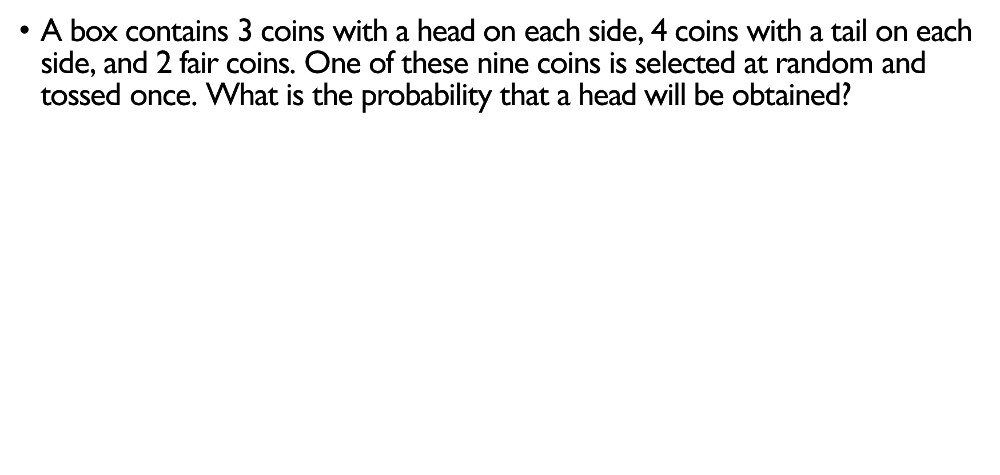 • A box contains 3 coins with a head on each side, 4 coins with a tail on each
side, and 2 fair coins. One of these nine coins is selected at random and
tossed once. What is the probability that a head will be obtained?